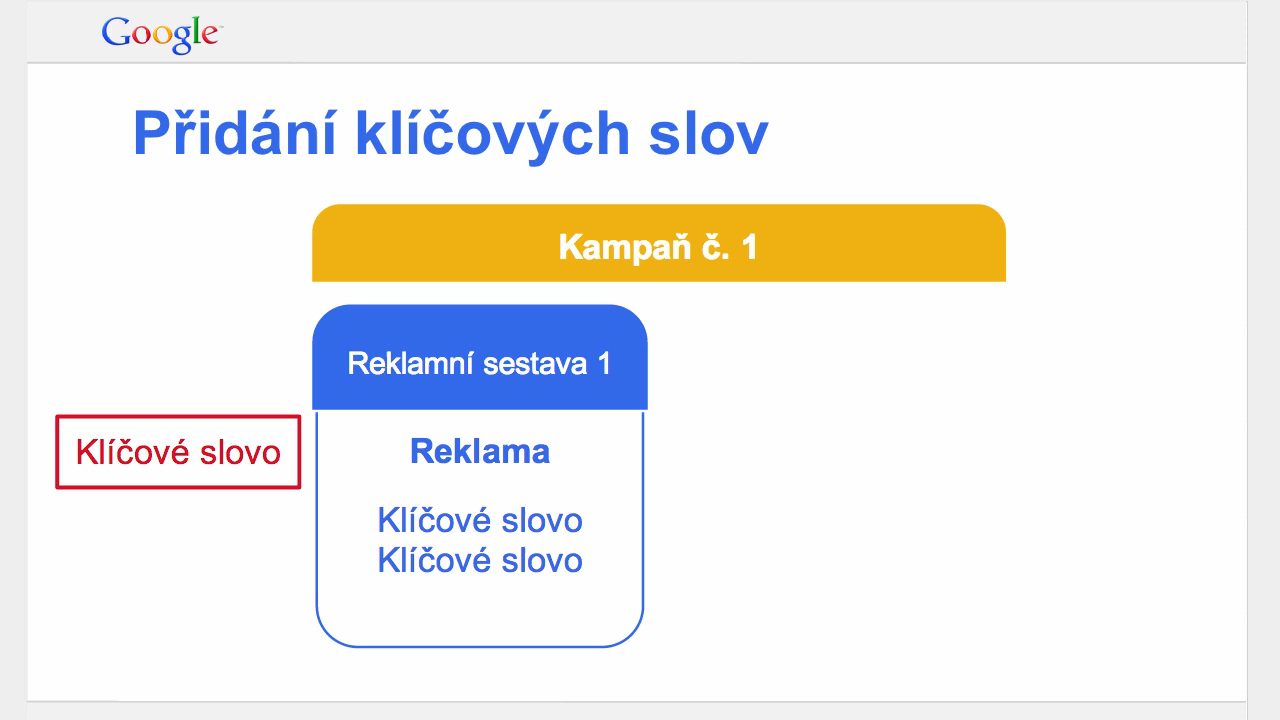 Google
Přidání klíčových slov
Kampaň č. 1
Reklamní sestava 1
Klíčové slovo
Reklama
Klíčové slovo
Klíčové slovo